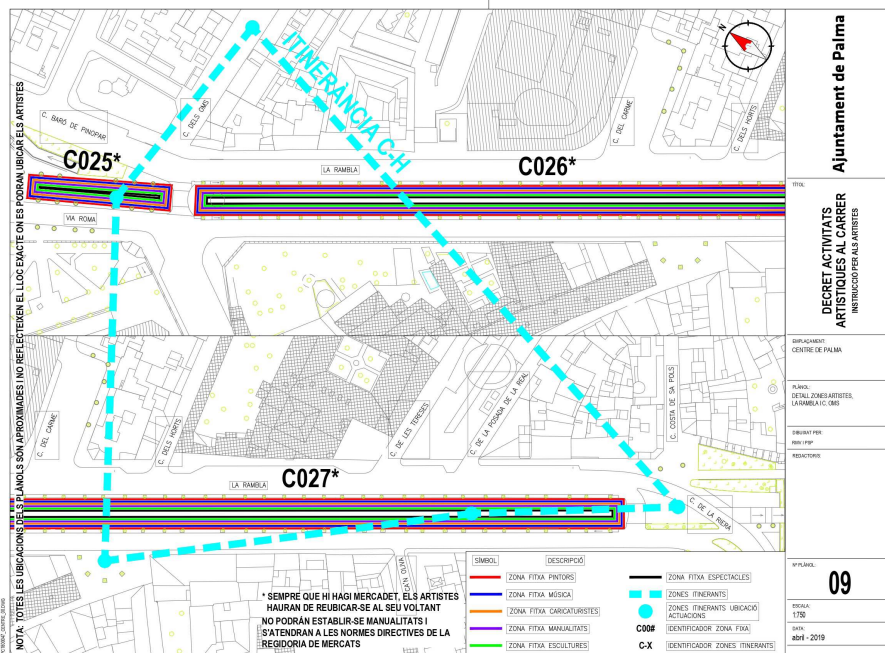 NOTA: TOTES LES UBICACIONS DELS PLÀNOLS SÓN APROXIMADES I NO REFLECTEIXEN EL LLOC EXACTE ON ES PODRAN UBICAR ELS ARTISTES
C. BARÓ DE PINOPAR
C. DELS OMS
ITINERÀNCIA C-H
N
C. DEL CARME
C. DELS HORTS
C025*
LA RAMBLA
C026*
VIA ROMA
C. DEL CARME
C. DELS HORTS
C. DE LES TERESES
C. DE LA POSADA DE LA REAL
C. COSTA DE SA POLS
LA RAMBLA
C027*
C. DE LA RIERA
* SEMPRE QUE HI HAGI MERCADET, ELS ARTISTES
HAURAN DE REUBICAR-SE AL SEU VOLTANT
NO PODRÁN ESTABLIR-SE MANUALITATS I
S'ATENDRAN A LES NORMES DIRECTIVES DE LA
REGIDORIA DE MERCATS
SÍMBOL
DESCRIPCIÓ
ZONA FITXA PINTORS
ZONA FITXA MÚSICA
ZONA FITXA CARICATURISTES
ZONA FITXA MANUALITATS
ZONA FITXA ESCULTURES
ZONA FITXA ESPECTACLES
ZONES ITINERANTS
ZONES ITINERANTS UBICACIÓ
ACTUACIONS
C00# IDENTIFICADOR ZONA FIXA
C-X IDENTIFICADOR ZONES ITINERANTS
Ajuntament de Palma
TÍTOL:
DECRET ACTIVITATS
ARTÍSTIQUES AL CARRER
INSTRUCCIÓ PER ALS ARTISTES
EMPLAÇAMENT:
CENTRE DE PALMA
PLÀNOL:
DETALL ZONES ARTISTES,
LA RAMBLA I C. OMS
DIBUIXAT PER:
REDACTOR/S:
Nº PLÀNOL:
09
ESCALA:
1:750
DATA:
abril - 2019